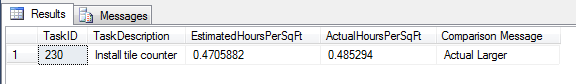 Results Messages
TaskID TaskDescription EstimatedHoursPerSqFt ActualHoursPerSqFt Comparison Message
1 230 Install tile counter 0.4705882 0.485294 Actual Larger